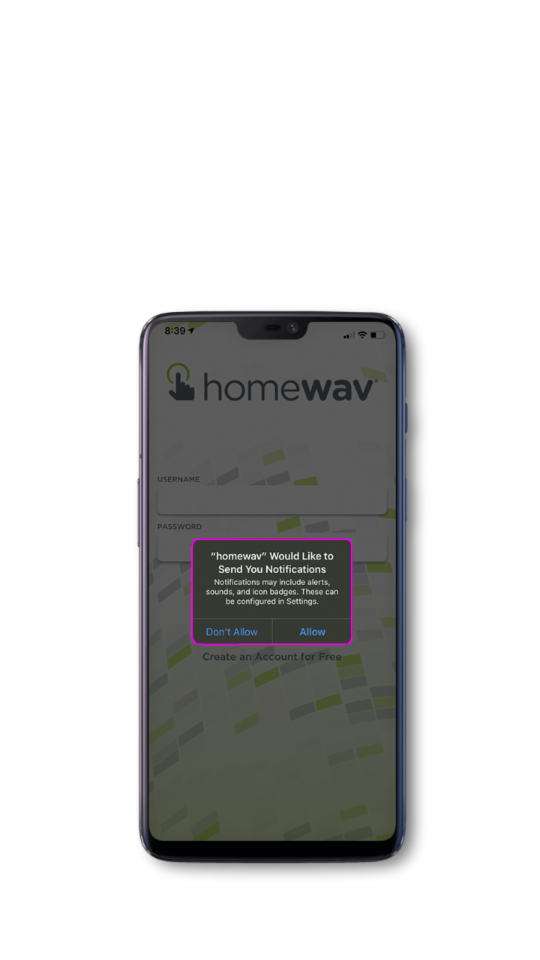 8:39
homewav
USERNAME
PASSWORD
"homewav" Would Like to
Send You Notifications
Notifications may include alerts,
sounds, and icon badges. These can
be configured in Settings.
Don't Allow
Allow
Create an Account for Free